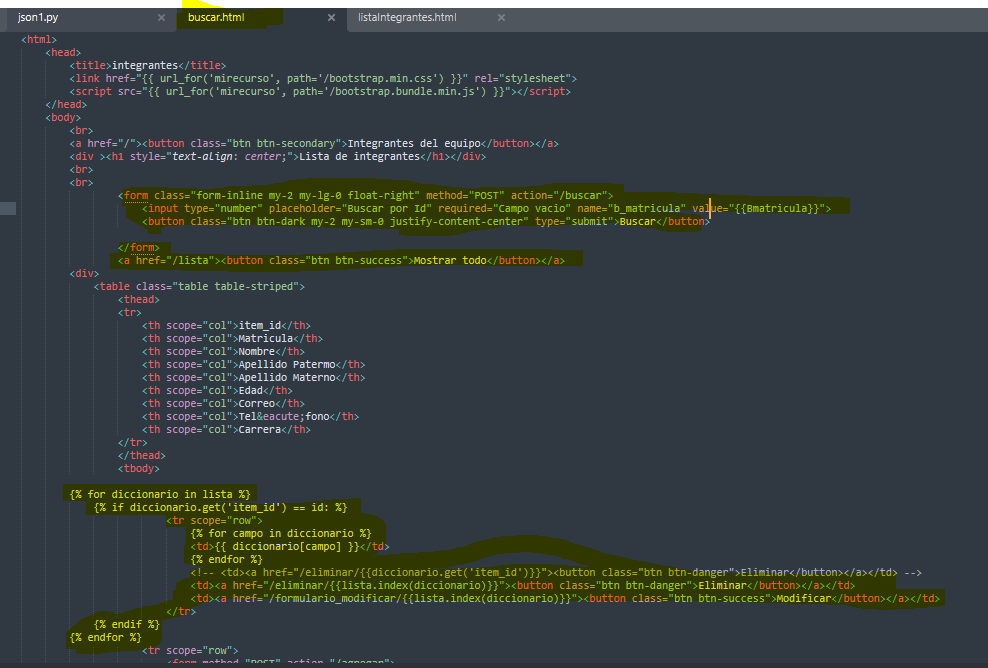 json1.py × buscar.html × listaIntegrantes.html ×
<html>
<head>
<title>integrantes</title>
<link href="{{ url_for('mirecurso', path='/bootstrap.min.css') }}" rel="stylesheet">
<script src="{{ url_for('mirecurso', path='/bootstrap.bundle.min.js') }}"></script>
</head>
<body>
<br>
<a href="/"><button class="btn btn-secondary">Integrantes del equipo</button></a>
<div ><h1 style="text-align: center;">Lista de integrantes</h1></div>
<br>
<br>
<form class="form-inline my-2 my-lg-0 float-right" method="POST" action="/buscar">
<input type="number" placeholder="Buscar por Id" required="Campo vacio" name="b_matricula" value="{{Bmatricula}}">
<button class="btn btn-dark my-2 my-sm-0 justify-content-center" type="submit">Buscar</button>
</form>
<a href="/lista"><button class="btn btn-success">Mostrar todo</button></a>
<div>
<table class="table table-striped">
<thead>
<tr>
<th scope="col">item_id</th>
<th scope="col">Matricula</th>
<th scope="col">Nombre</th>
<th scope="col">Apellido Patermo</th>
<th scope="col">Apellido Materno</th>
<th scope="col">Edad</th>
<th scope="col">Correo</th>
<th scope="col">Tel&eacute;fono</th>
<th scope="col">Carrera</th>
</tr>
</thead>
<tbody>
{% for diccionario in lista %}
{% if diccionario.get('item_id') == id: %}
<tr scope="row">
{% for campo in diccionario %}
<td>{{ diccionario[campo] }}</td>
{% endfor %}
<!-- <td><a href="/eliminar/{{diccionario.get('item_id')}}"><button class="btn btn-danger">Eliminar</button></a></td> -->
<td><a href="/eliminar/{{lista.index(diccionario)}}"><button class="btn btn-danger">Eliminar</button></a></td>
<td><a href="/formulario_modificar/{{lista.index(diccionario)}}"><button class="btn btn-success">Modificar</button></a></td>
</tr>
{% endif %}
{% endfor %}
<tr scope="row">
<form method="POST" action="/agregar">